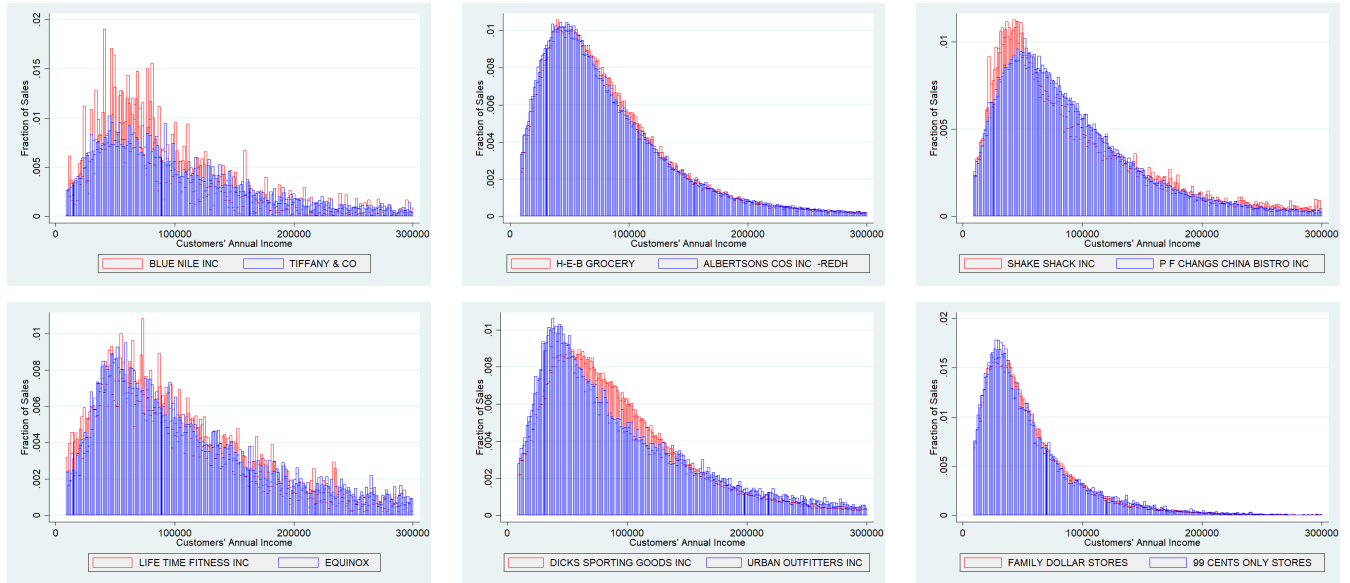 .02
.015
.01
.005
0
Fraction of Sales
0 100000 200000 300000
Customers' Annual Income
BLUE NILE INC TIFFANY & CO
.01
.008
.006
.004
.002
0
Fraction of Sales
0 100000 200000 300000
Customers' Annual Income
H-E-B GROCERY ALBERTSONS COS INC -REDH
.01
.005
0
Fraction of Sales
0 100000 200000 300000
Customers' Annual Income
SHAKE SHACK INC P F CHANGS CHINA BISTRO INC
.01
.008
.006
.004
.002
0
Fraction of Sales
0 100000 200000 300000
Customers' Annual Income
LIFE TIME FITNESS INC EQUINOX
.01
.008
.006
.004
.002
0
Fraction of Sales
0 100000 200000 300000
Customers' Annual Income
DICKS SPORTING GOODS INC URBAN OUTFITTERS INC
.02
.015
.01
.005
0
Fraction of Sales
0 100000 200000 300000
Customers' Annual Income
FAMILY DOLLAR STORES 99 CENTS ONLY STORES